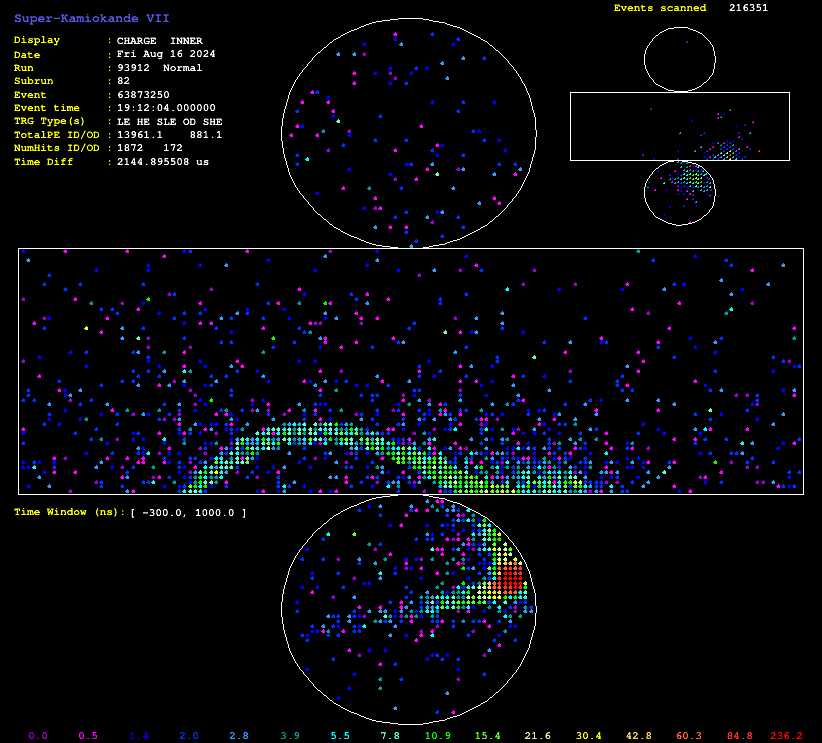 Super-Kamiokande VII
Events scanned 216351
Display : CHARGE INNER
Date : Fri Aug 16 2024
Run : 93912 Normal
Subrun : 82
Event : 63873250
Event time : 19:12:04.000000
TRG Type(s) : LE HE SLE OD SHE
TotalPE ID/OD : 13961.1 881.1
NumHits ID/OD : 1872 172
Time Diff : 2144.895508 us
Time Window (ns): [ -300.0, 1000.0 ]
0.0 0.5 1.4 2.0 2.8 3.9 5.5 7.8 10.9 15.4 21.6 30.4 42.8 60.3 84.8 236.2